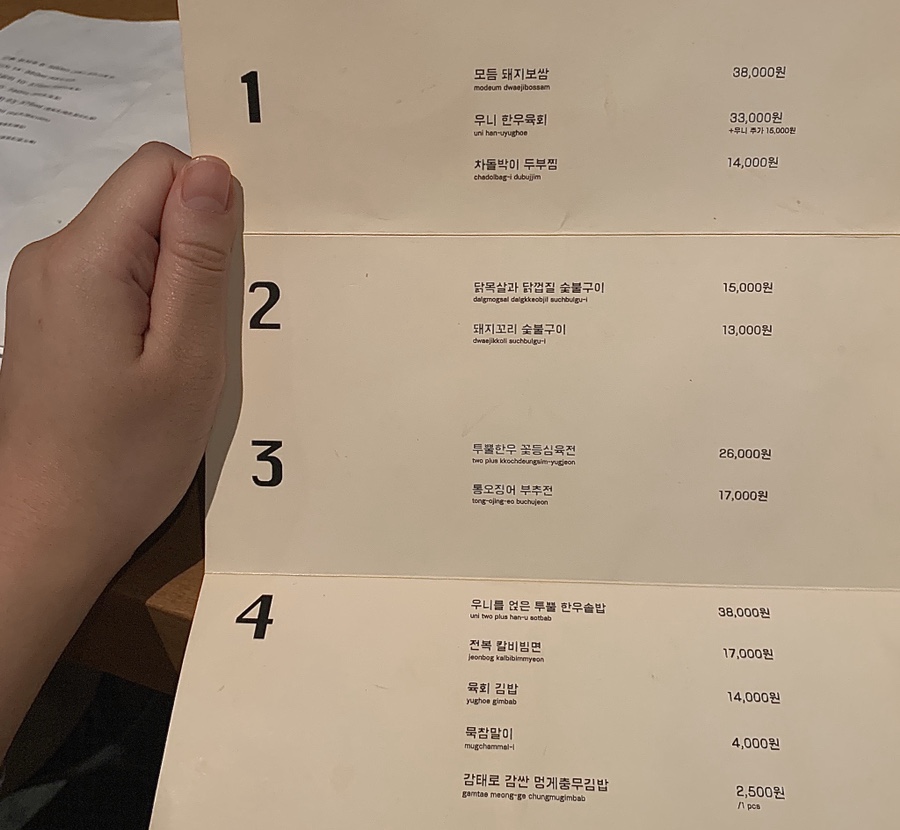 1
모듬 돼지보쌈 38,000원
modeum dwaejibossam
우니 한우육회 33,000원
uni han-uyughoe +우니 추가 15,000원
차돌박이 두부찜 14,000원
chadolbag-i dubujjim
2
닭목살과 닭껍질 숯불구이 15,000원
dalgmogsal dalgkkeobjil suchbulgu-i
돼지꼬리 숯불구이 13,000원
dwaejikkoli suchbulgu-i
3
투뿔한우 꽃등심육전 26,000원
two plus kkochdeungsim-yugjeon
통오징어 부추전 17,000원
tong-ojing-eo buchujeon
4
우니를 얹은 투뿔 한우솥밥 38,000원
uni two plus han-u sotbab
전복 칼비빔면 17,000원
jeonbog kalbibimmyeon
육회 김밥 14,000원
yughoe gimbab
묵참말이 4,000원
mugchammal-i
감태로 감싼 멍게충무김밥 2,500원
gamtae meong-ge chungmugimbab /1 pcs